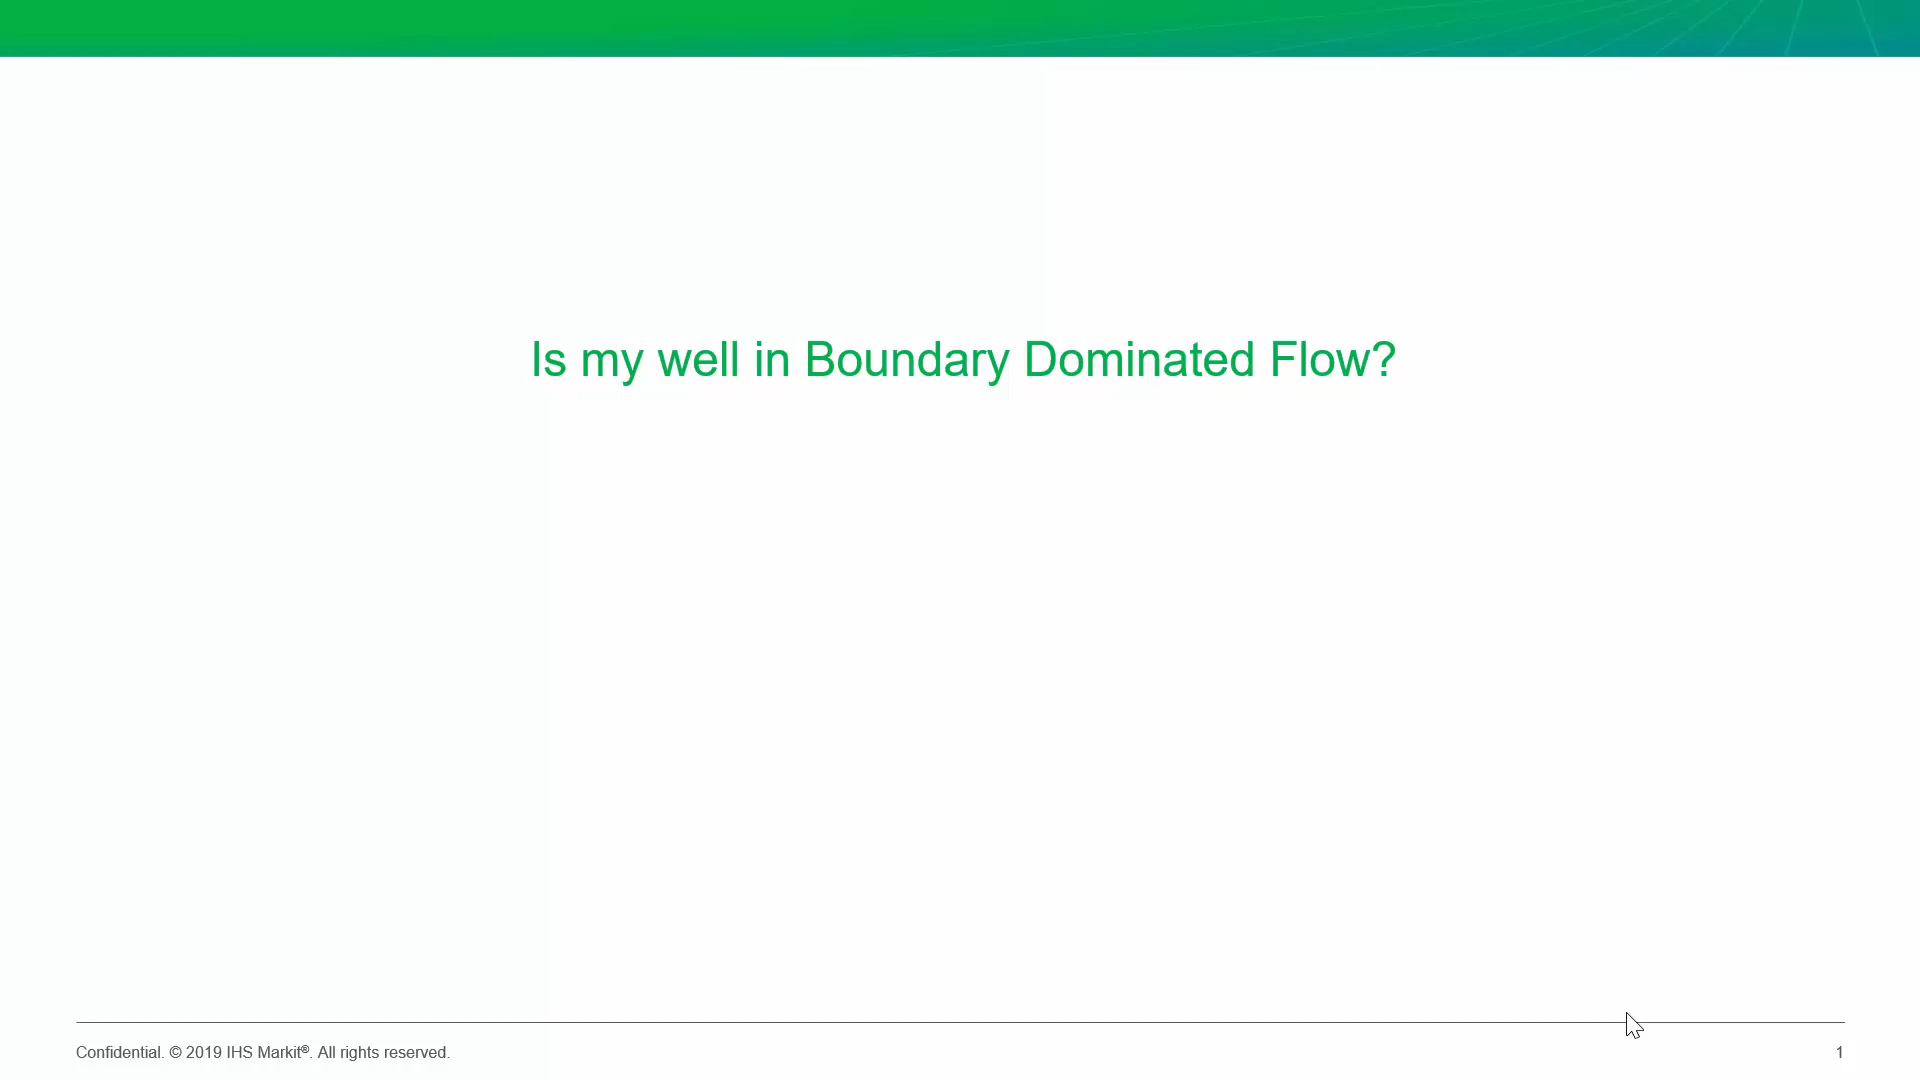 Is my well in Boundary Dominated Flow?
Confidential. © 2019 IHS Markit®. All rights reserved.
1